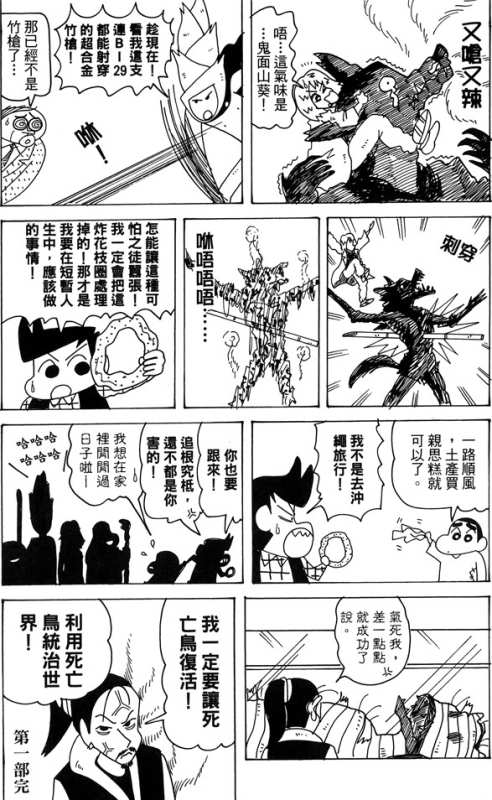 又嗆又辣
唔…這氣味是
…鬼面山葵!
趁現在!
看我這支
連B-29
都能射穿
的超合金
竹槍!
那已經不是
竹槍了…
咻!
刺穿
咻唔唔唔……
怎能讓這種可
怕之徒囂張!
我一定會把這
炸花枝圈處理
掉的!那才是
我要在短暫人
生中,應該做
的事情!
一路順風
,土產買
親思糕就
可以了。
我不是去沖
繩旅行!
你也要
跟來!
追根究柢,
還不都是你
害的!
我想在家
裡閒閒過
日子啦!
哈哈哈
哈哈哈
氣死我,
差一點點
就成功了
說。
我一定要讓死
亡鳥復活!
利用死亡
鳥統治世
界!
第一部完